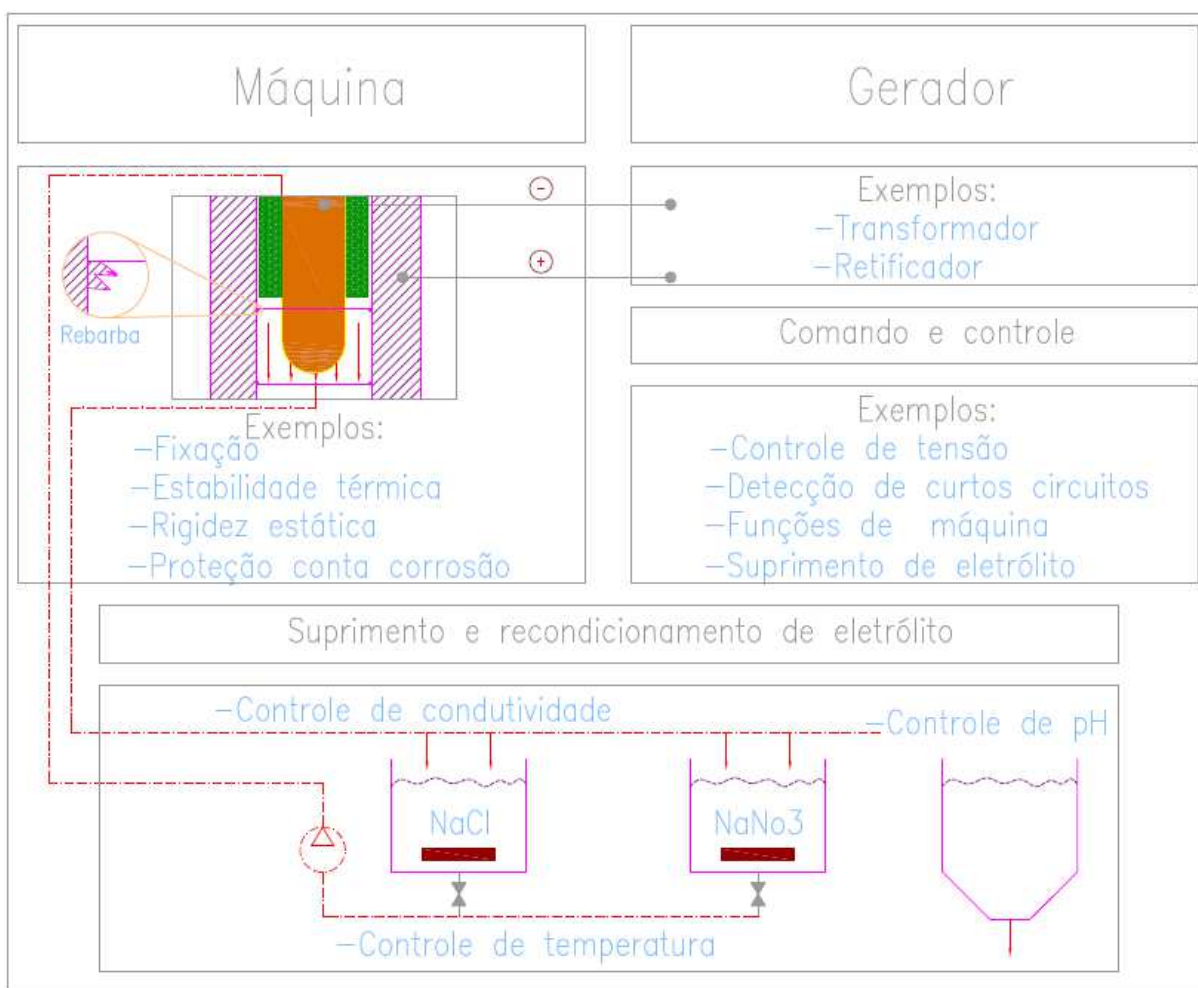 Máquina
Gerador
Rebarba
Exemplos:
-Fixação
-Estabilidade térmica
-Rigidez estática
-Proteção conta corrosão
-
+
Exemplos:
-Transformador
-Retificador
Comando e controle
Exemplos:
-Controle de tensão
-Detecção de curtos circuitos
-Funções de máquina
-Suprimento de eletrólito
Suprimento e recondicionamento de eletrólito
-Controle de condutividade
-Controle de pH
NaCl
NaNo3
-Controle de temperatura